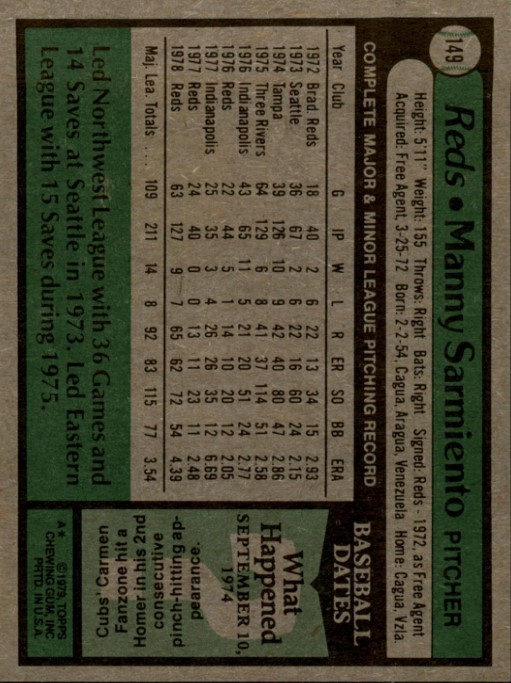 149
Reds • Manny Sarmiento PITCHER
Height: 5'11" Weight: 155 Throws: Right Bats: Right Signed: Reds - 1972, as Free Agent
Acquired: Free Agent, 3-25-72 Born: 2-2-54, Cagua, Aragua, Venezuela Home: Cagua, Vzla.
COMPLETE MAJOR & MINOR LEAGUE PITCHING RECORD
Year Club G IP W L R ER SO BB ERA
1972 Brad. Reds 18 40 2 6 22 13 34 15 2.93
1973 Seattle 36 67 2 6 22 16 60 24 2.15
1974 Tampa 39 126 10 9 42 40 80 47 2.86
1975 Three Rivers 64 129 6 8 41 37 114 51 2.58
1976 Indianapolis 43 65 11 5 21 20 51 24 2.77
1976 Reds 22 44 5 1 14 10 20 12 2.05
1977 Indianapolis 25 35 3 4 26 26 35 12 6.69
1977 Reds 24 40 0 0 13 11 23 11 2.48
1978 Reds 63 127 9 7 65 62 72 54 4.39
Maj. Lea. Totals .... 109 211 14 8 92 83 115 77 3.54
Led Northwest League with 36 Games and
14 Saves at Seattle in 1973. Led Eastern
League with 15 Saves during 1975.
BASEBALL
DATES
What
Happened
SEPTEMBER 10,
1974
Cubs' Carmen
Fanzone hit a
Homer in his 2nd
consecutive
pinch-hitting ap-
pearance.
A* ©1979, TOPPS
CHEWING GUM, INC
PRTD. IN U.S.A.